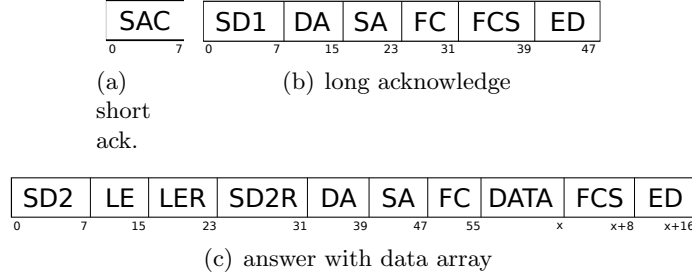 SAC SD1 DA SA FC FCS ED
0 7 0 7 15 23 31 39 47
(a) short ack.
(b) long acknowledge
SD2 LE LER SD2R DA SA FC DATA FCS ED
0 7 15 23 31 39 47 55 x x+8 x+16
(c) answer with data array